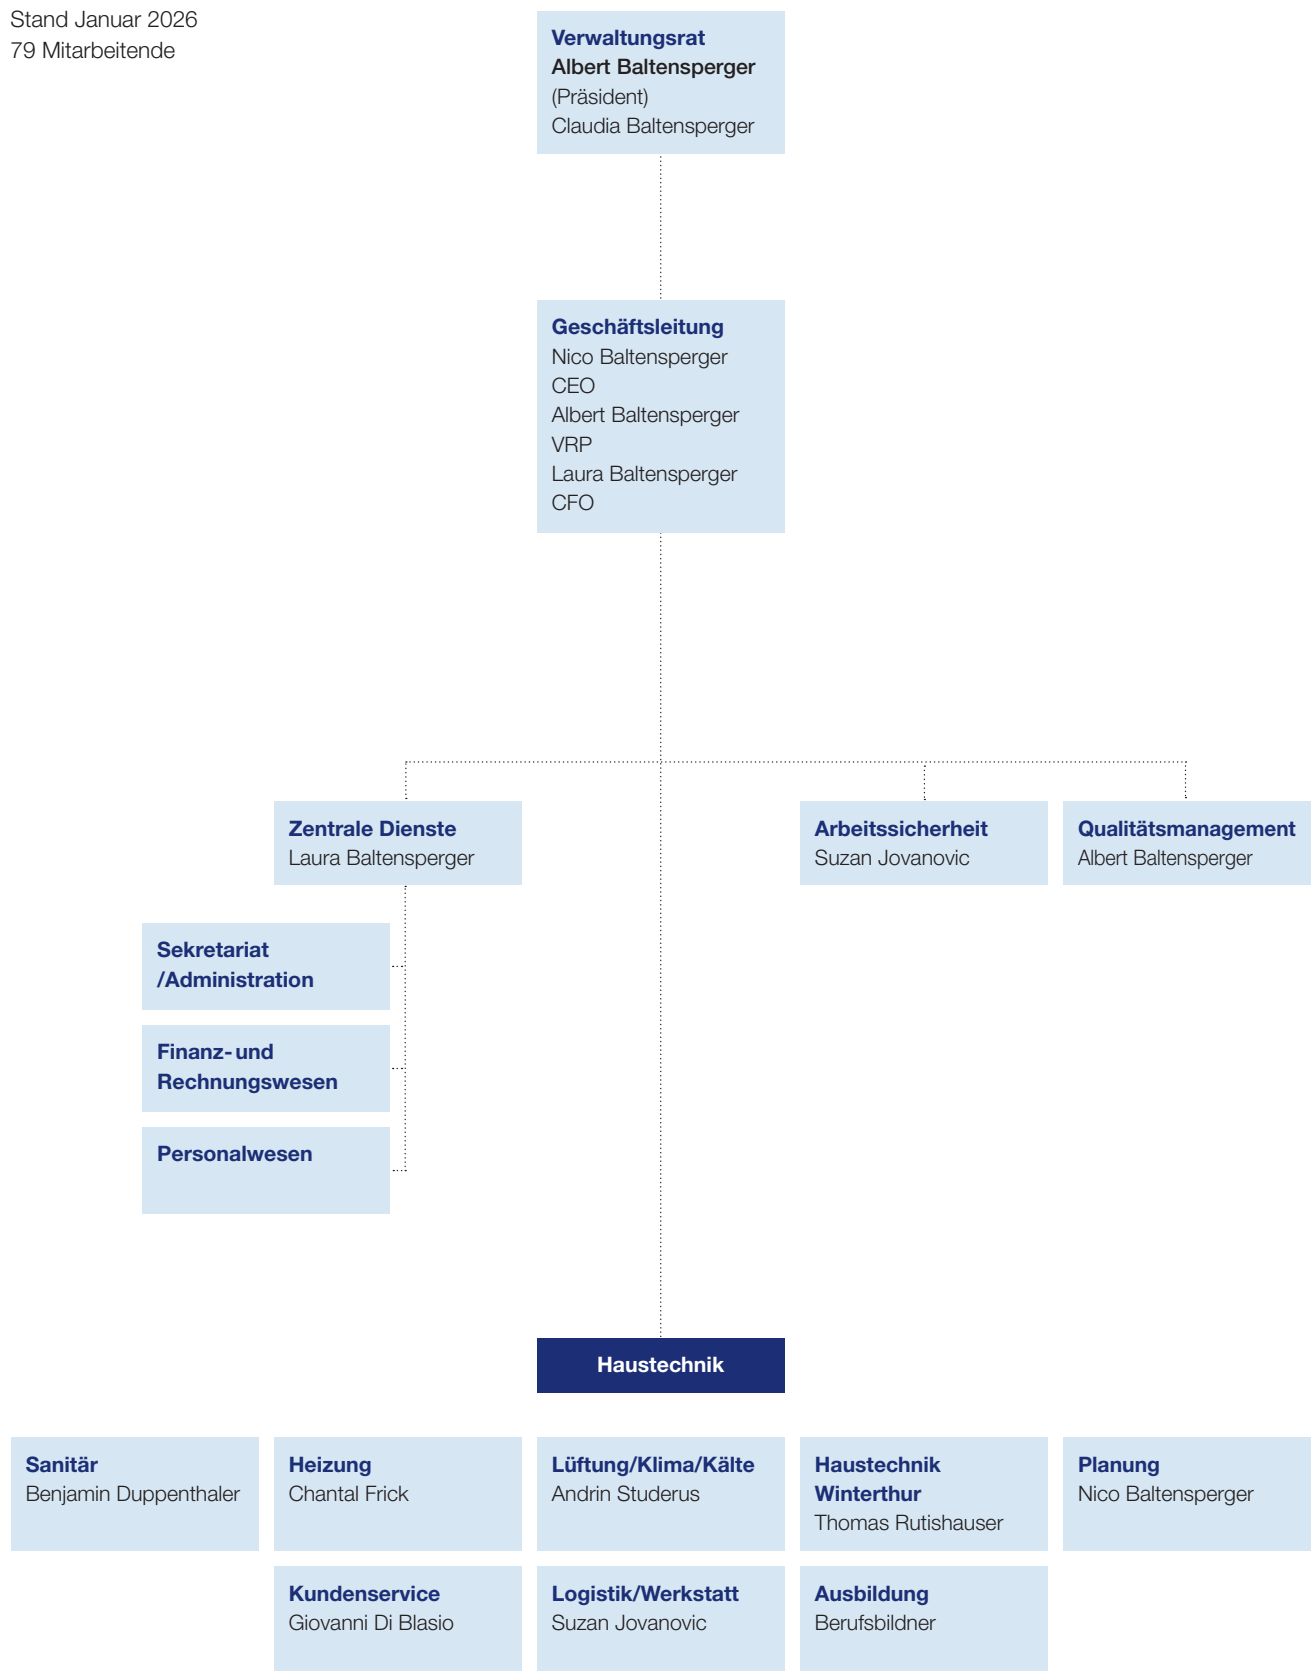 Stand Januar 2026
79 Mitarbeitende
Verwaltungsrat
Albert Baltensperger
(Präsident)
Claudia Baltensperger
Geschäftsleitung
Nico Baltensperger
CEO
Albert Baltensperger
VRP
Laura Baltensperger
CFO
Zentrale Dienste
Laura Baltensperger
Arbeitssicherheit
Suzan Jovanovic
Qualitätsmanagement
Albert Baltensperger
Sekretariat
/Administration
Finanz- und
Rechnungswesen
Personalwesen
Haustechnik
Sanitär
Benjamin Duppenthaler
Heizung
Chantal Frick
Lüftung/Klima/Kälte
Andrin Studerus
Haustechnik
Winterthur
Thomas Rutishauser
Planung
Nico Baltensperger
Kundenservice
Giovanni Di Blasio
Logistik/Werkstatt
Suzan Jovanovic
Ausbildung
Berufsbildner